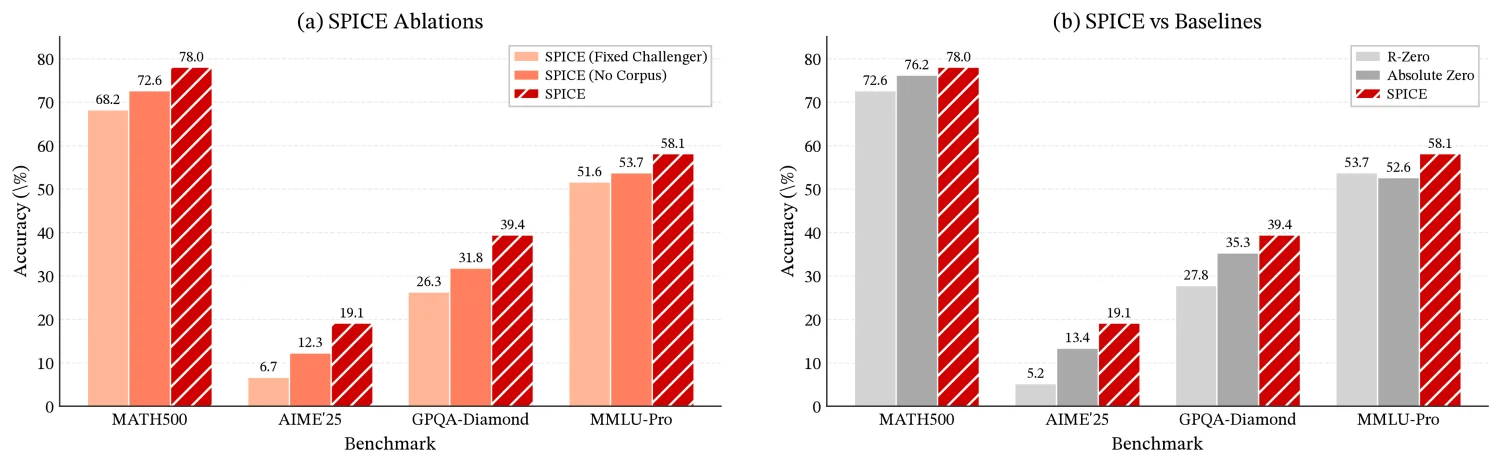 (a) SPICE Ablations
SPICE (Fixed Challenger)
SPICE (No Corpus)
SPICE
Accuracy (\%)
80
70
60
50
40
30
20
10
0
68.2
72.6
78.0
6.7
12.3
19.1
26.3
31.8
39.4
51.6
53.7
58.1
MATH500
AIME'25
GPQA-Diamond
MMLU-Pro
Benchmark
(b) SPICE vs Baselines
R-Zero
Absolute Zero
SPICE
Accuracy (\%)
80
70
60
50
40
30
20
10
0
72.6
76.2
78.0
5.2
13.4
19.1
27.8
35.3
39.4
53.7
52.6
58.1
MATH500
AIME'25
GPQA-Diamond
MMLU-Pro
Benchmark